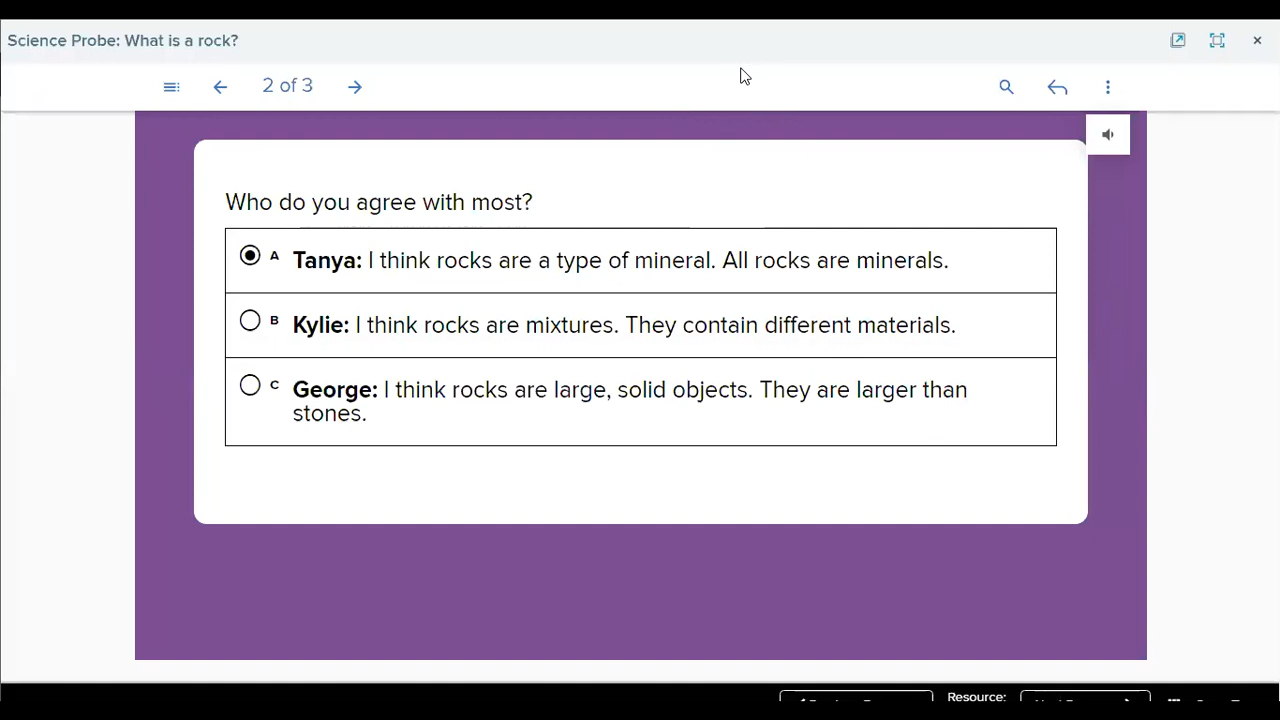 Science Probe: What is a rock?
2 of 3
Who do you agree with most?
A Tanya: I think rocks are a type of mineral. All rocks are minerals.
B Kylie: I think rocks are mixtures. They contain different materials.
C George: I think rocks are large, solid objects. They are larger than
stones.
Resource: